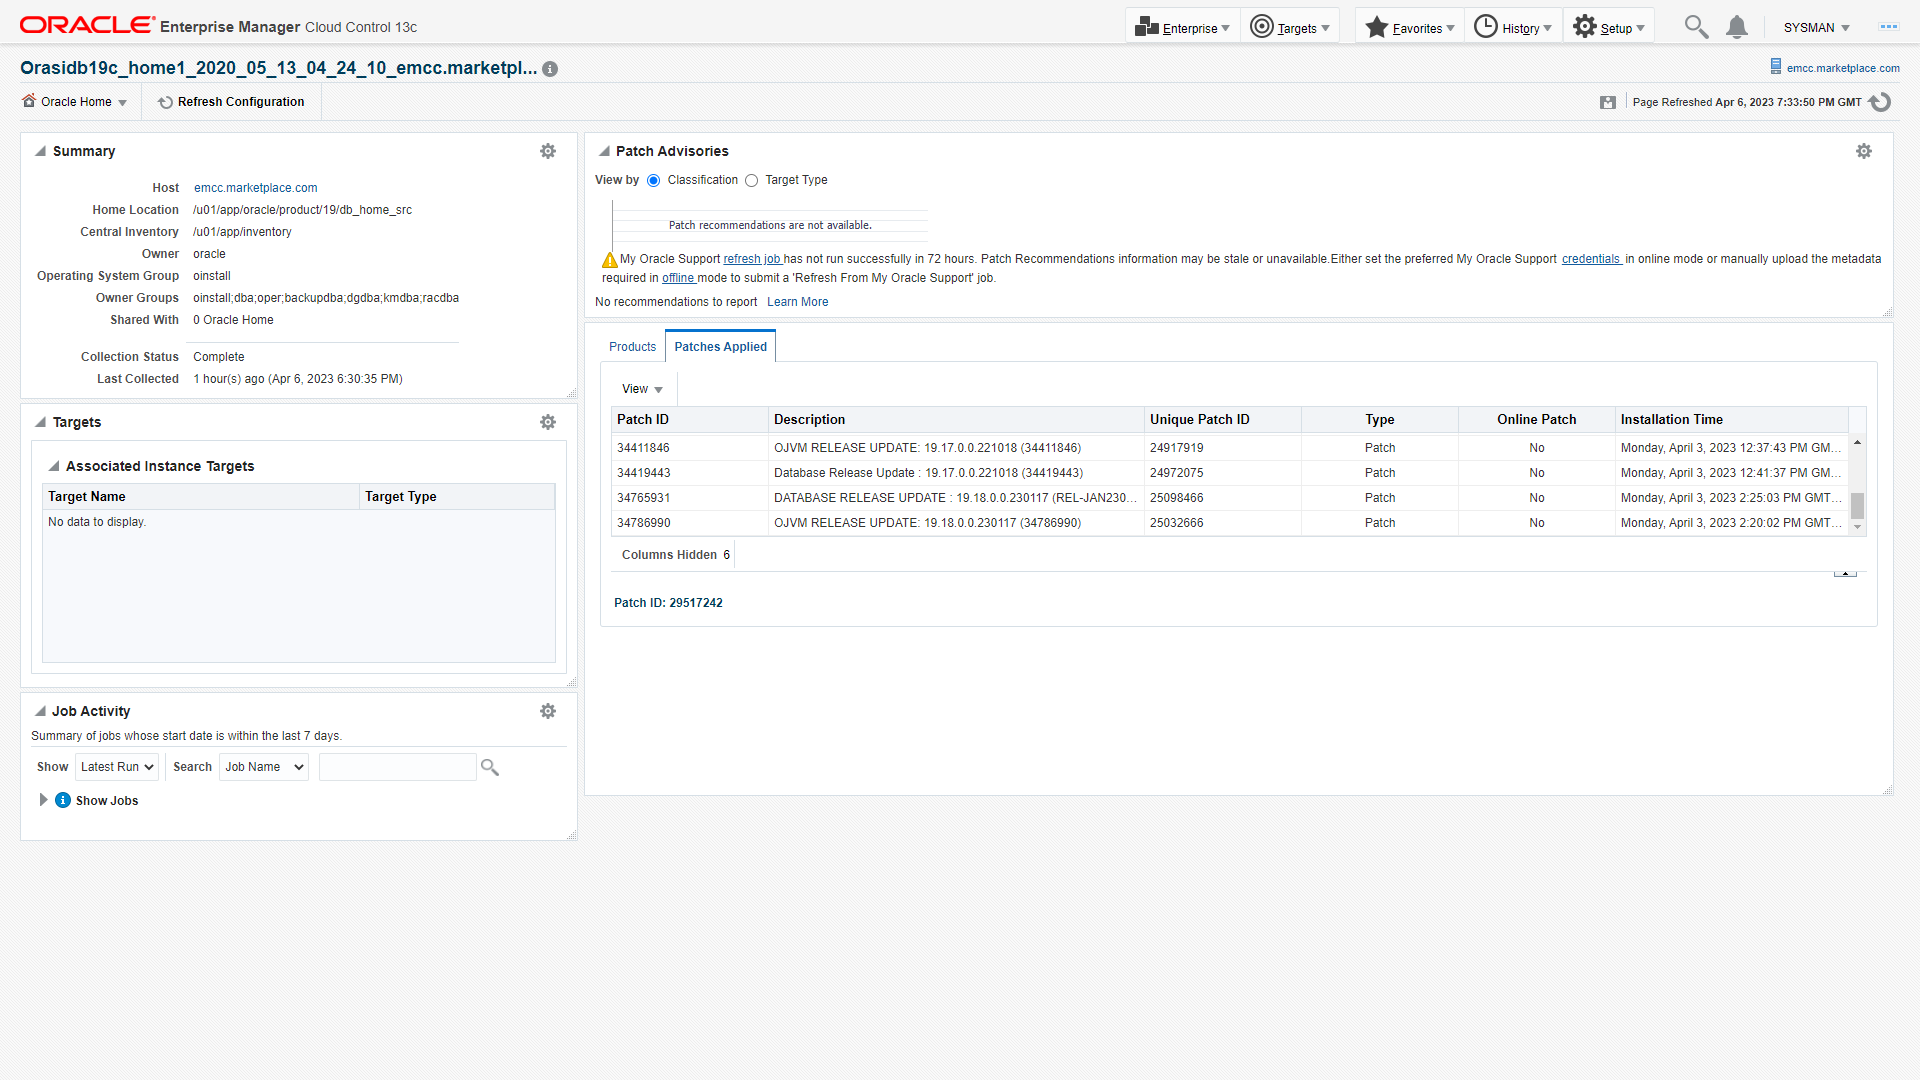 ORACLE Enterprise Manager Cloud Control 13c
Enterprise
Targets
Favorites
History
Setup
SYSMAN
Orasidb19c_home1_2020_05_13_04_24_10_emcc.marketpl...
emcc.marketplace.com
Oracle Home
Refresh Configuration
Page Refreshed Apr 6, 2023 7:33:50 PM GMT
Summary
Host emcc.marketplace.com
Home Location /u01/app/oracle/product/19/db_home_src
Central Inventory /u01/app/inventory
Owner oracle
Operating System Group oinstall
Owner Groups oinstall;dba;oper;backupdba;dgdba;kmdba;racdba
Shared With 0 Oracle Home
Collection Status Complete
Last Collected 1 hour(s) ago (Apr 6, 2023 6:30:35 PM)
Targets
Associated Instance Targets
Target Name Target Type
No data to display.
Job Activity
Summary of jobs whose start date is within the last 7 days.
Show Latest Run Search Job Name
Show Jobs
Patch Advisories
View by Classification Target Type
Patch recommendations are not available.
My Oracle Support refresh job has not run successfully in 72 hours. Patch Recommendations information may be stale or unavailable.Either set the preferred My Oracle Support credentials in online mode or manually upload the metadata
required in offline mode to submit a 'Refresh From My Oracle Support' job.
No recommendations to report Learn More
Products Patches Applied
View
Patch ID Description Unique Patch ID Type Online Patch Installation Time
34411846 OJVM RELEASE UPDATE: 19.17.0.0.221018 (34411846) 24917919 Patch No Monday, April 3, 2023 12:37:43 PM GM...
34419443 Database Release Update : 19.17.0.0.221018 (34419443) 24972075 Patch No Monday, April 3, 2023 12:41:37 PM GM...
34765931 DATABASE RELEASE UPDATE : 19.18.0.0.230117 (REL-JAN230... 25098466 Patch No Monday, April 3, 2023 2:25:03 PM GMT...
34786990 OJVM RELEASE UPDATE: 19.18.0.0.230117 (34786990) 25032666 Patch No Monday, April 3, 2023 2:20:02 PM GMT...
Columns Hidden 6
Patch ID: 29517242